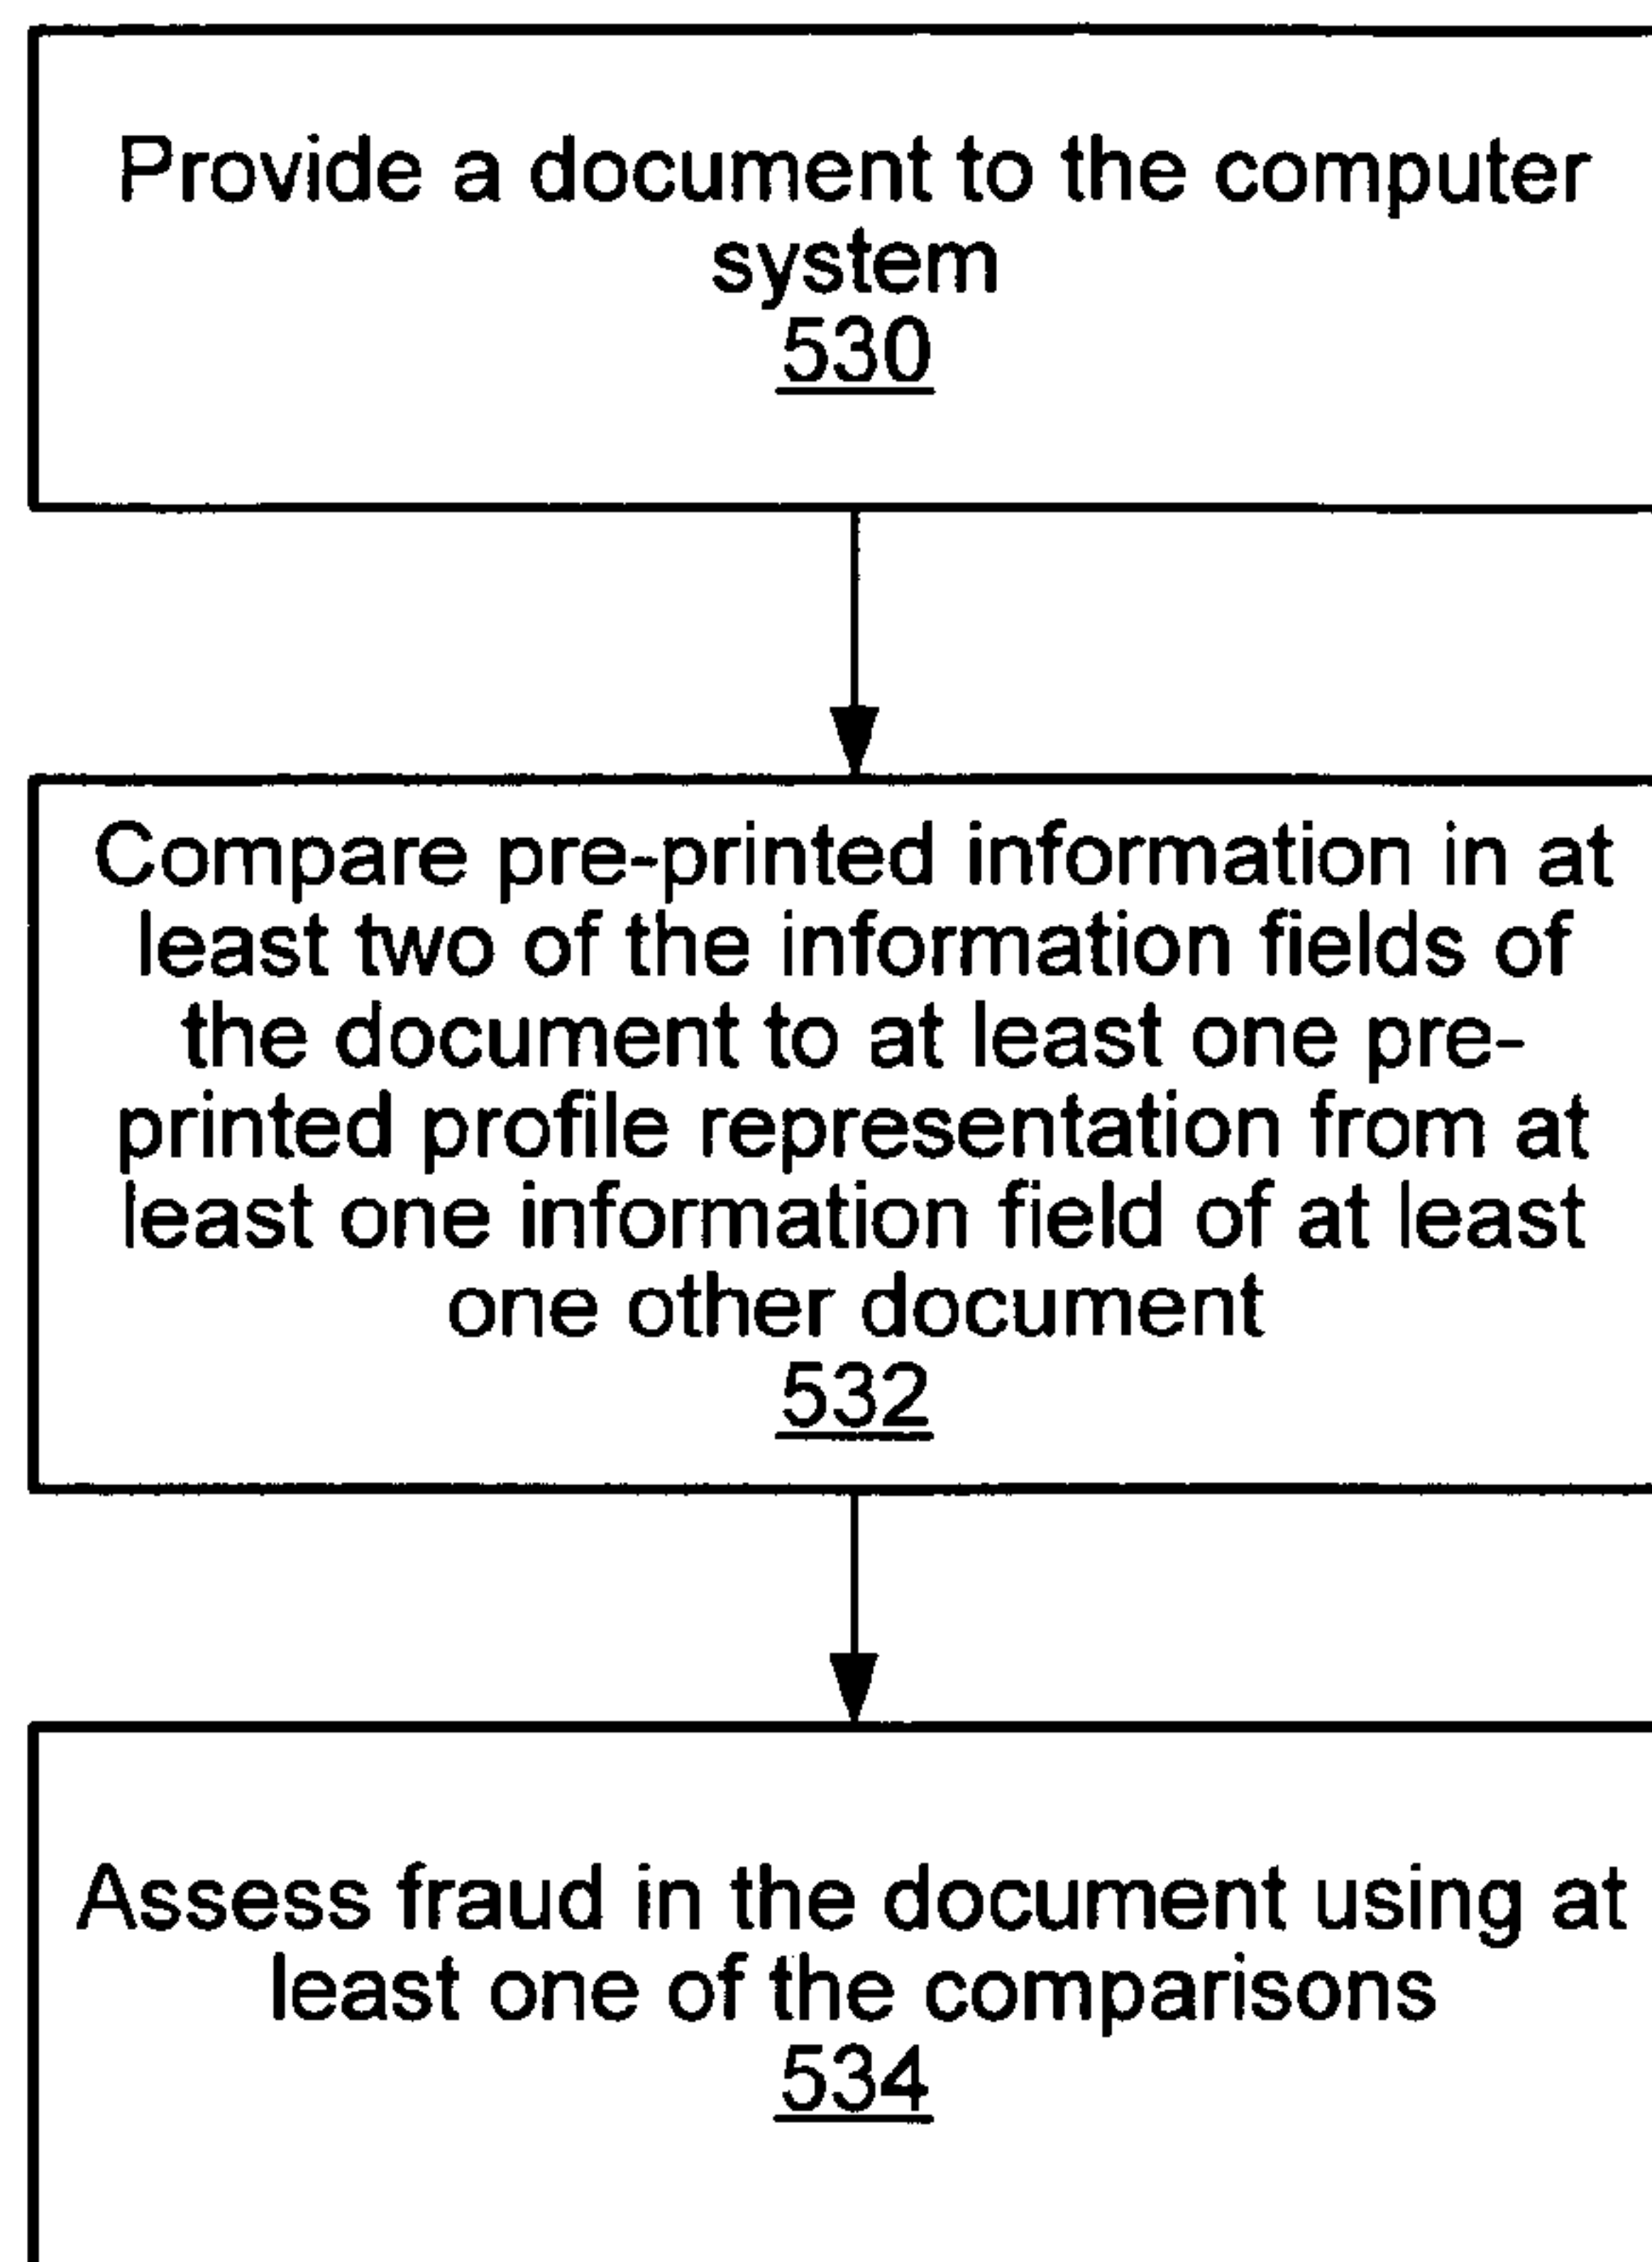 Provide a document to the computer
system
530
Compare pre-printed information in at
least two of the information fields of
the document to at least one pre-
printed profile representation from at
least one information field of at least
one other document
532
Assess fraud in the document using at
least one of the comparisons
534